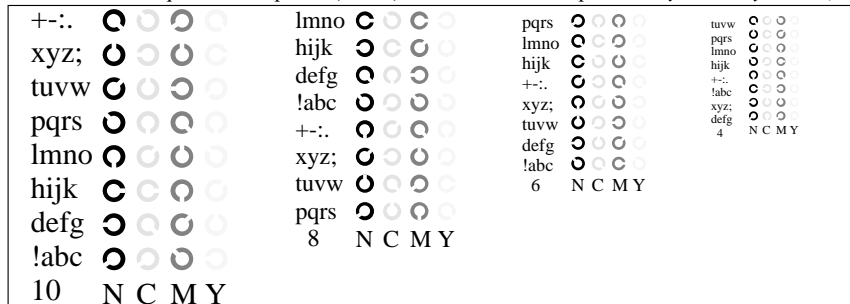 +-:.
xyz;
tuvw
pqrs
lmno
hijk
defg
!abc
10 N C M Y
lmno
hijk
defg
!abc
+-:.
xyz;
tuvw
pqrs
8 N C M Y
pqrs
lmno
hijk
+-:.
xyz;
tuvw
defg
!abc
6 N C M Y
tuvw
pqrs
lmno
hijk
+-:.
!abc
xyz;
defg
4 N C M Y